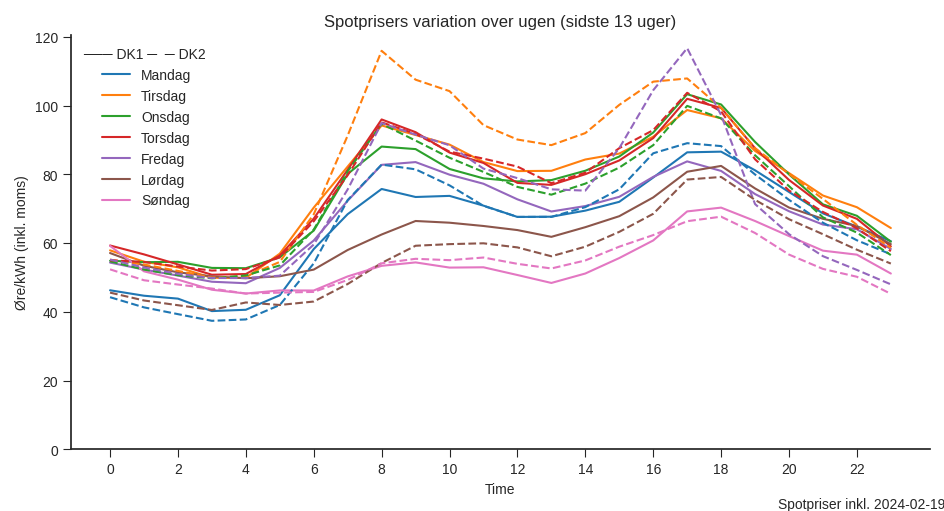 Spotprisers variation over ugen (sidste 13 uger)
DK1 DK2
Mandag
Tirsdag
Onsdag
Torsdag
Fredag
Lørdag
Søndag
Øre/kWh (inkl. moms)
120
100
80
60
40
20
0
0 2 4 6 8 10 12 14 16 18 20 22
Time
Spotpriser inkl. 2024-02-19